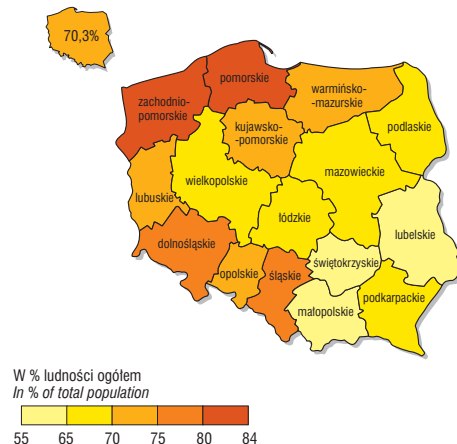 70,3%
pomorskie
zachodnio-
pomorskie
warmińsko-
-mazurskie
kujawsko-
-pomorskie
podlaskie
mazowieckie
wielkopolskie
lubuskie
łódzkie
lubelskie
dolnośląskie
świętokrzyskie
opolskie
śląskie
podkarpackie
małopolskie
W % ludności ogółem
In % of total population
55 65 70 75 80 84